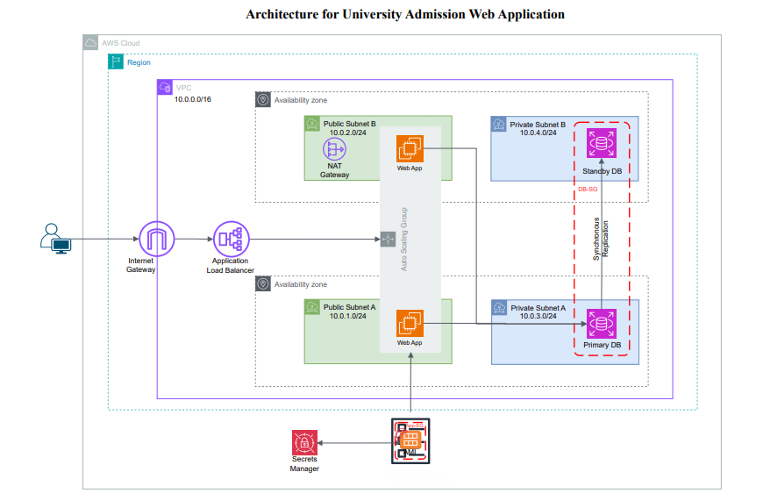 Architecture for University Admission Web Application
AWS Cloud
Region
VPC
10.0.0.0/16
Availability zone
Public Subnet B
10.0.2.0/24
NAT
Gateway
Web App
Private Subnet B
10.0.4.0/24
Standby DB
DB-SG
Synchronous
Replication
Auto Scaling Group
Internet
Gateway
Application
Load Balancer
Availability zone
Public Subnet A
10.0.1.0/24
Web App
Private Subnet A
10.0.3.0/24
Primary DB
Secrets
Manager